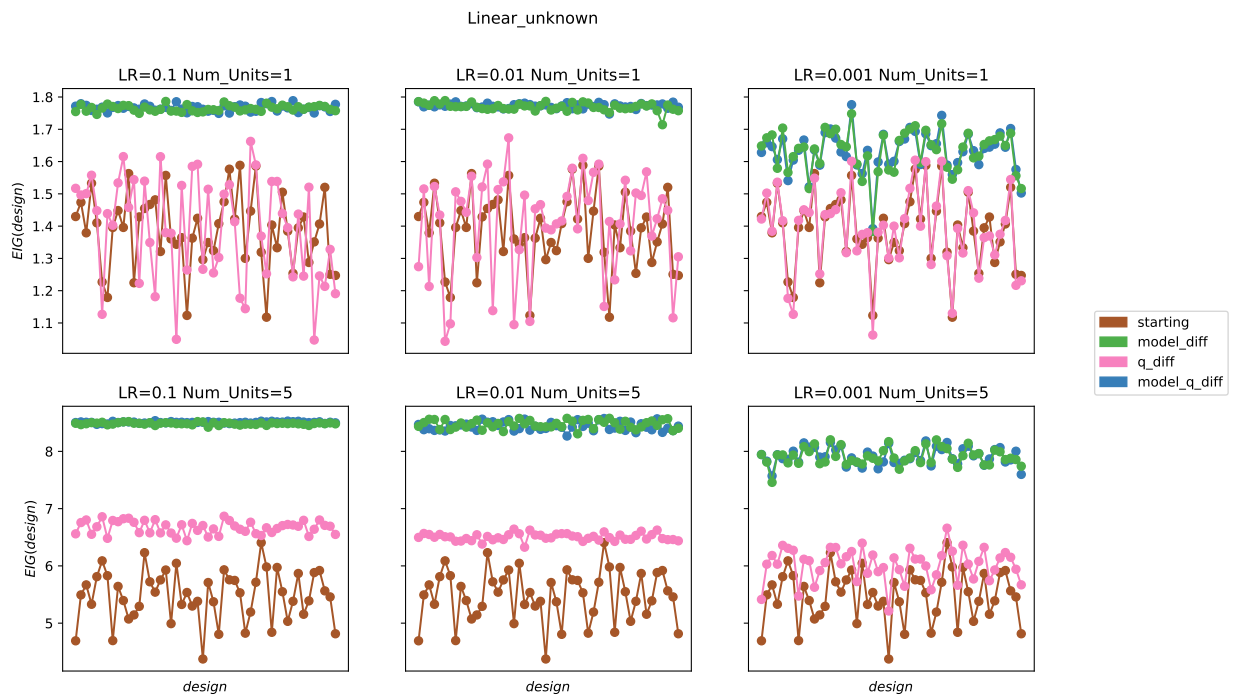 Linear_unknown
LR=0.1 Num_Units=1
LR=0.01 Num_Units=1
LR=0.001 Num_Units=1
EIG(design)
1.8
1.7
1.6
1.5
1.4
1.3
1.2
1.1
starting
model_diff
q_diff
model_q_diff
LR=0.1 Num_Units=5
LR=0.01 Num_Units=5
LR=0.001 Num_Units=5
EIG(design)
8
7
6
5
design
design
design